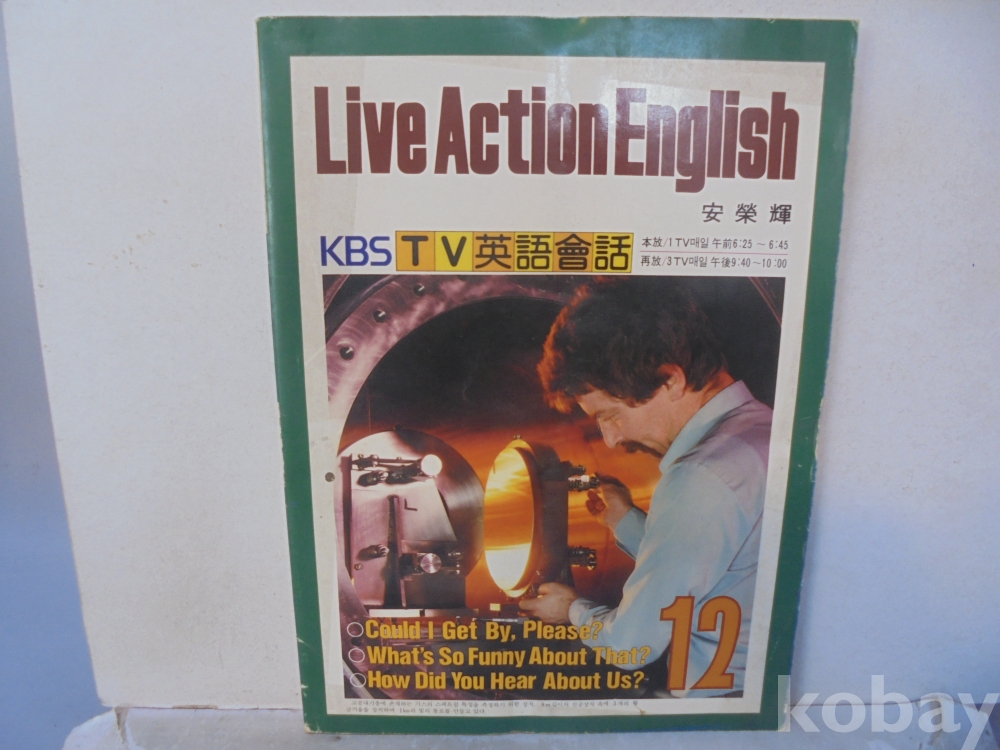 Live Action English
安榮輝
KBS TV英語會話
本放/1TV매일 午前6:25～6:45
再放/3TV매일 午後9:40～10:00
12
○Could I Get By, Please?
○What's So Funny About That?
○How Did You Hear About Us?
kobay